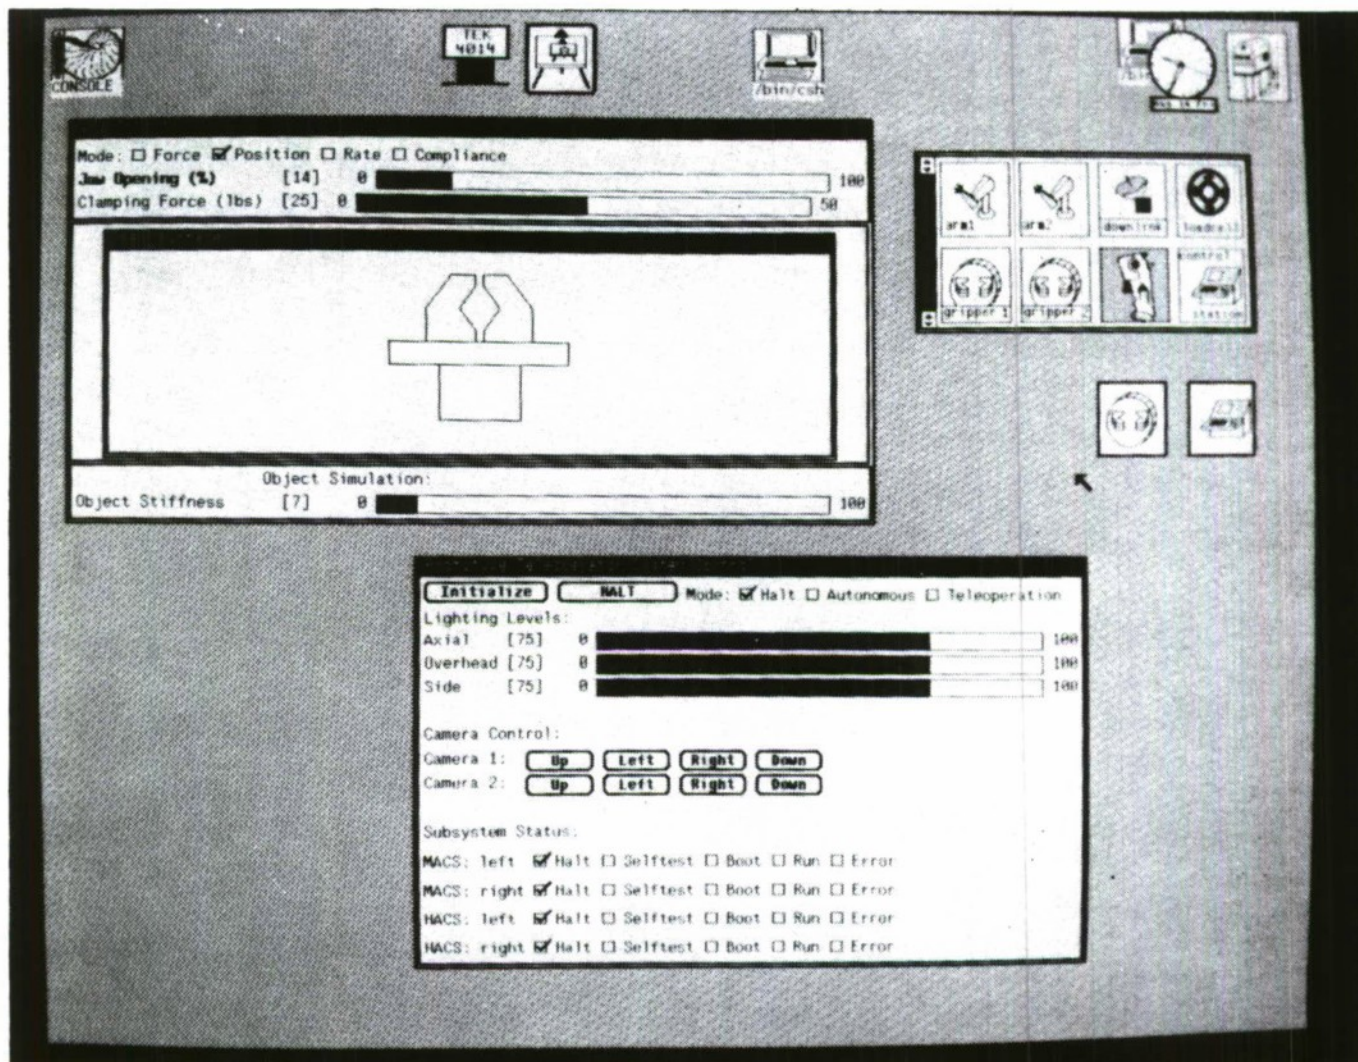 CONSOLE
TEK
4014
/bin/csh
/bin
Mode: Force Position Rate Compliance
Jaw Opening (%) [14] 0 100
Clamping Force (lbs) [25] 0 50
arm1 arm2 downlink loadcell
gripper 1 gripper 2 control station
Object Simulation:
Object Stiffness [7] 0 100
Initialize HALT Mode: Halt Autonomous Teleoperation
Lighting Levels:
Axial [75] 0 100
Overhead [75] 0 100
Side [75] 0 100
Camera Control:
Camera 1: Up Left Right Down
Camera 2: Up Left Right Down
Subsystem Status:
MACS: left Halt Selftest Boot Run Error
MACS: right Halt Selftest Boot Run Error
HACS: left Halt Selftest Boot Run Error
HACS: right Halt Selftest Boot Run Error